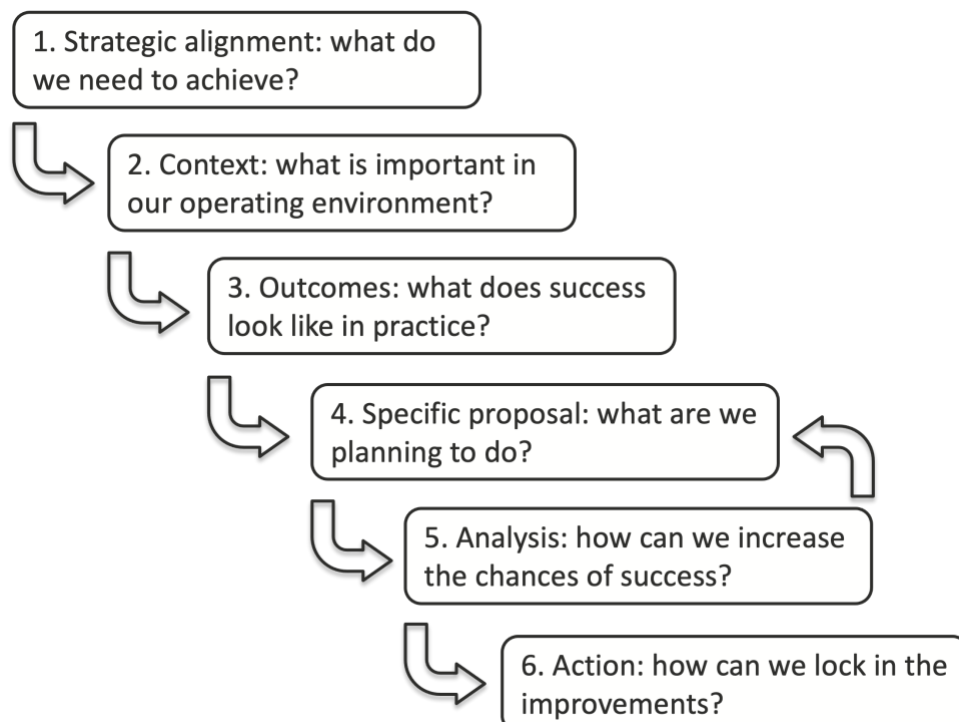 1. Strategic alignment: what do
we need to achieve?
2. Context: what is important in
our operating environment?
3. Outcomes: what does success
look like in practice?
4. Specific proposal: what are we
planning to do?
5. Analysis: how can we increase
the chances of success?
6. Action: how can we lock in the
improvements?